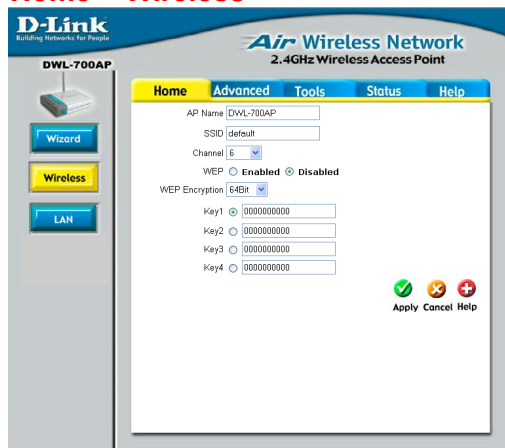 D-Link
Building Networks for People
Air Wireless Network
2.4GHz Wireless Access Point
DWL-700AP
Home Advanced Tools Status Help
AP Name DWL-700AP
SSID default
Channel 6
WEP Enabled Disabled
WEP Encryption 64Bit
Key1 0000000000
Key2 0000000000
Key3 0000000000
Key4 0000000000
Wizard
Wireless
LAN
Apply Cancel Help